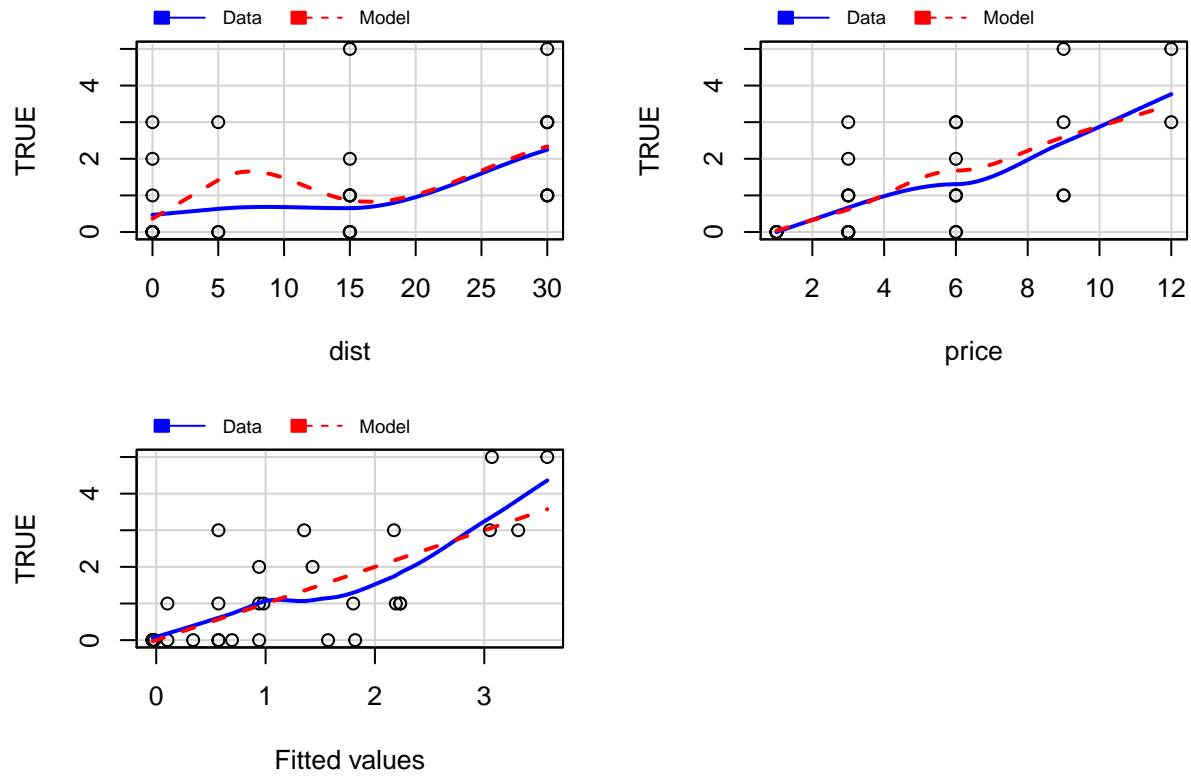 Data Model
TRUE
4
2
0
0 5 10 15 20 25 30
dist
Data Model
TRUE
4
2
0
2 4 6 8 10 12
price
Data Model
TRUE
4
2
0
0 1 2 3
Fitted values